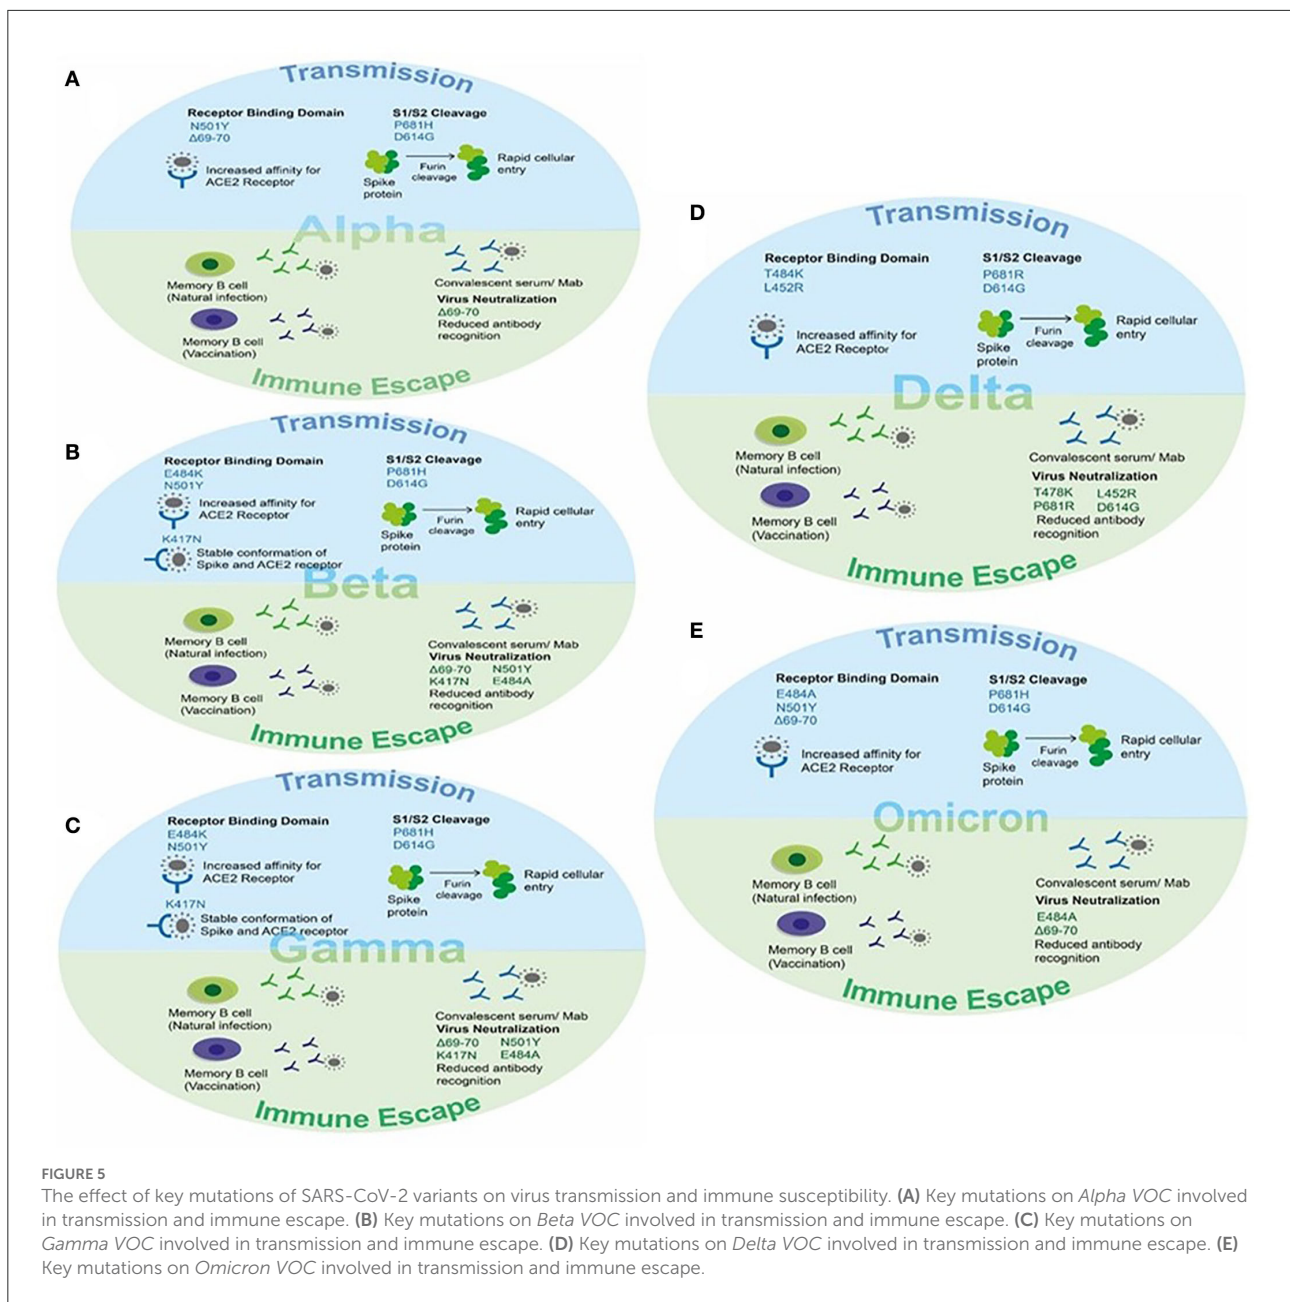 A
Transmission
Receptor Binding Domain
N501Y
Δ69-70
Increased affinity for
ACE2 Receptor
S1/S2 Cleavage
P681H
D614G
Spike
protein
Furin
cleavage
Rapid cellular
entry
Alpha
Memory B cell
(Natural infection)
Memory B cell
(Vaccination)
Convalescent serum/ Mab
Virus Neutralization
Δ69-70
Reduced antibody
recognition
Immune Escape
B
Transmission
Receptor Binding Domain
E484K
N501Y
Increased affinity for
ACE2 Receptor
K417N
Stable conformation of
Spike and ACE2 receptor
S1/S2 Cleavage
P681H
D614G
Spike
protein
Furin
cleavage
Rapid cellular
entry
Beta
Memory B cell
(Natural infection)
Memory B cell
(Vaccination)
Convalescent serum/ Mab
Virus Neutralization
Δ69-70 N501Y
K417N E484A
Reduced antibody
recognition
Immune Escape
C
Transmission
Receptor Binding Domain
E484K
N501Y
Increased affinity for
ACE2 Receptor
K417N
Stable conformation of
Spike and ACE2 receptor
S1/S2 Cleavage
P681H
D614G
Spike
protein
Furin
cleavage
Rapid cellular
entry
Gamma
Memory B cell
(Natural infection)
Memory B cell
(Vaccination)
Convalescent serum/ Mab
Virus Neutralization
Δ69-70 N501Y
K417N E484A
Reduced antibody
recognition
Immune Escape
D
Transmission
Receptor Binding Domain
T484K
L452R
Increased affinity for
ACE2 Receptor
S1/S2 Cleavage
P681R
D614G
Spike
protein
Furin
cleavage
Rapid cellular
entry
Delta
Memory B cell
(Natural infection)
Memory B cell
(Vaccination)
Convalescent serum/ Mab
Virus Neutralization
T478K L452R
P681R D614G
Reduced antibody
recognition
Immune Escape
E
Transmission
Receptor Binding Domain
E484A
N501Y
Δ69-70
Increased affinity for
ACE2 Receptor
S1/S2 Cleavage
P681H
D614G
Spike
protein
Furin
cleavage
Rapid cellular
entry
Omicron
Memory B cell
(Natural infection)
Memory B cell
(Vaccination)
Convalescent serum/ Mab
Virus Neutralization
E484A
Δ69-70
Reduced antibody
recognition
Immune Escape
FIGURE 5
The effect of key mutations of SARS-CoV-2 variants on virus transmission and immune susceptibility. (A) Key mutations on Alpha VOC involved
in transmission and immune escape. (B) Key mutations on Beta VOC involved in transmission and immune escape. (C) Key mutations on
Gamma VOC involved in transmission and immune escape. (D) Key mutations on Delta VOC involved in transmission and immune escape. (E)
Key mutations on Omicron VOC involved in transmission and immune escape.